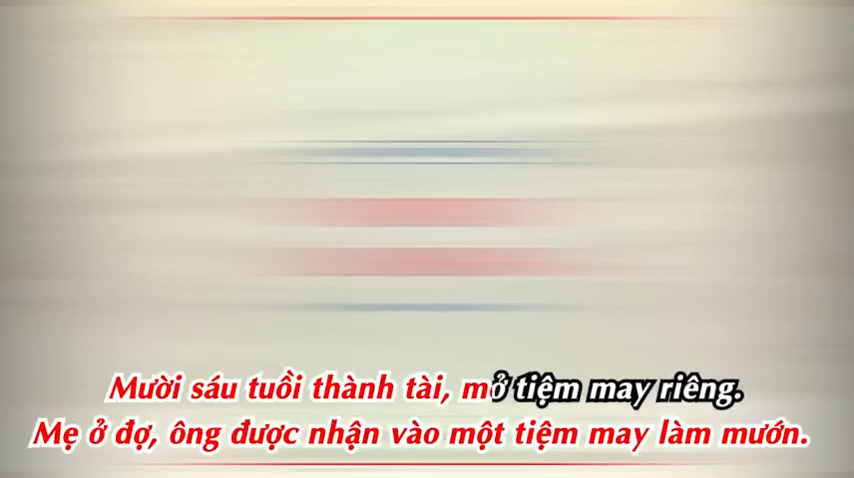 Mười sáu tuổi thành tài, mở tiệm may riêng.
Mẹ ở đợ, ông được nhận vào một tiệm may làm mướn.